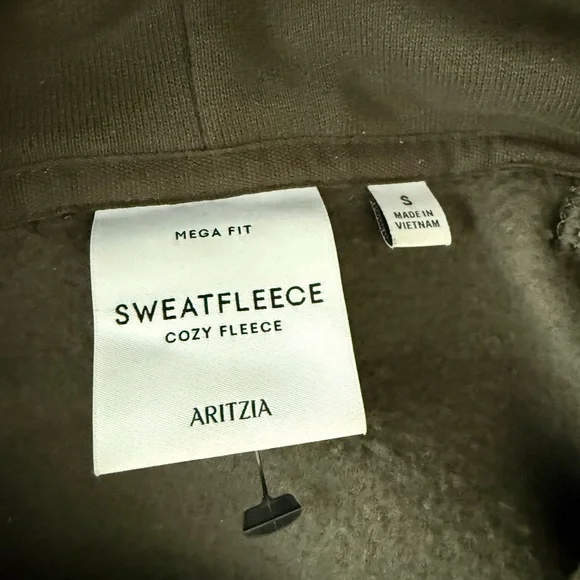 MEGA FIT
SWEATFLEECE
COZY FLEECE
ARITZIA
S
MADE IN
VIETNAM